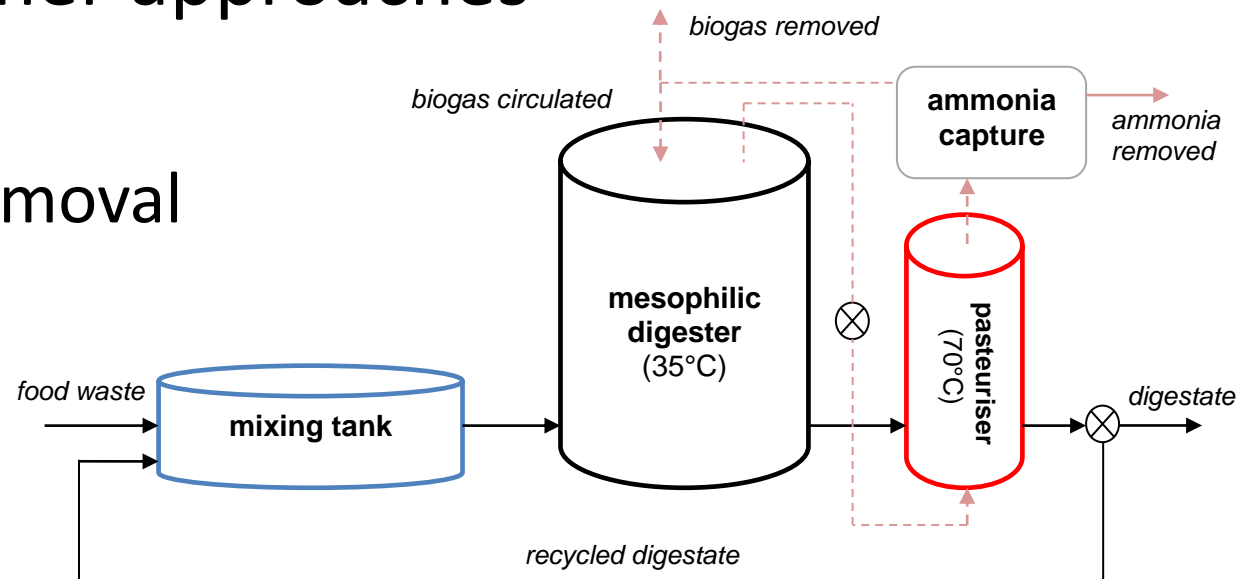 approaches
biogas removed
biogas circulated
ammonia
capture
ammonia
removed
moval
mesophilic
digester
(35°C)
pasteuriser
(70°C)
food waste
mixing tank
digestate
recycled digestate